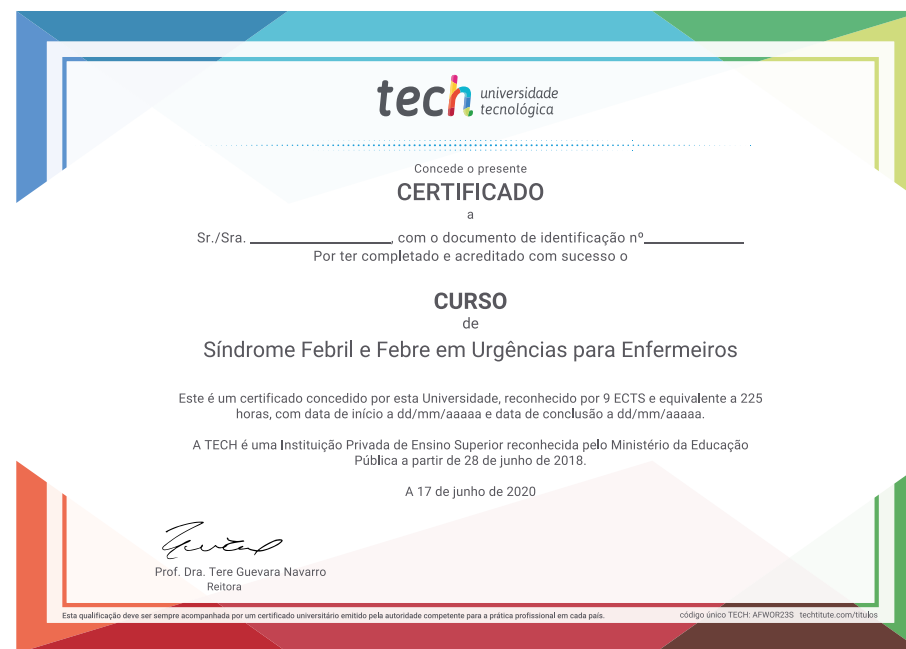 tech universidade
tecnológica
Concede o presente
CERTIFICADO
a
Sr./Sra. ____________________, com o documento de identificação nº______________
Por ter completado e acreditado com sucesso o
CURSO
de
Síndrome Febril e Febre em Urgências para Enfermeiros
Este é um certificado concedido por esta Universidade, reconhecido por 9 ECTS e equivalente a 225
horas, com data de início a dd/mm/aaaaa e data de conclusão a dd/mm/aaaaa.
A TECH é uma Instituição Privada de Ensino Superior reconhecida pelo Ministério da Educação
Pública a partir de 28 de junho de 2018.
A 17 de junho de 2020
Prof. Dra. Tere Guevara Navarro
Reitora
Esta qualificação deve ser sempre acompanhada por um certificado universitário emitido pela autoridade competente para a prática profissional em cada país.
código único TECH: AFWOR23S techtitute.com/titulos